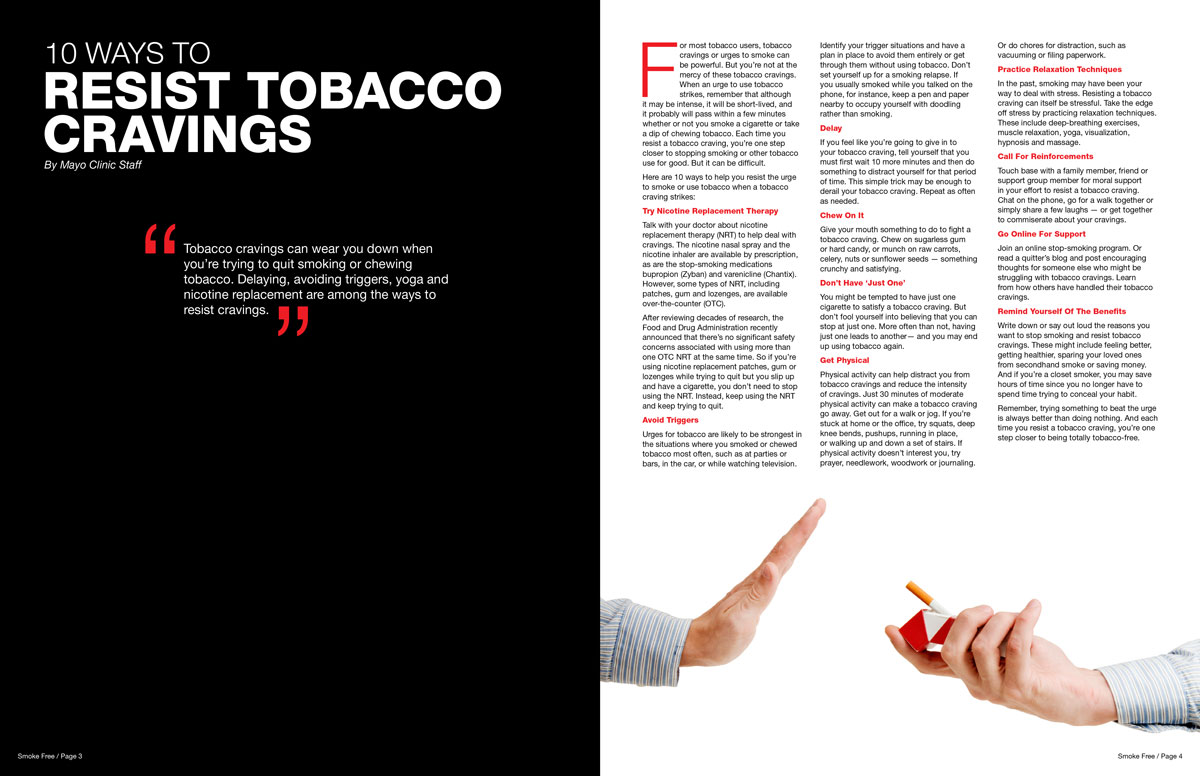 10 WAYS TO
RESIST TOBACCO
CRAVINGS
By Mayo Clinic Staff
“
Tobacco cravings can wear you down when
you’re trying to quit smoking or chewing
tobacco. Delaying, avoiding triggers, yoga and
nicotine replacement are among the ways to
resist cravings.
”
Smoke Free / Page 3
For most tobacco users, tobacco
cravings or urges to smoke can
be powerful. But you’re not at the
mercy of these tobacco cravings.
When an urge to use tobacco
strikes, remember that although
it may be intense, it will be short-lived, and
it probably will pass within a few minutes
whether or not you smoke a cigarette or take
a dip of chewing tobacco. Each time you
resist a tobacco craving, you’re one step
closer to stopping smoking or other tobacco
use for good. But it can be difficult.
Here are 10 ways to help you resist the urge
to smoke or use tobacco when a tobacco
craving strikes:
Try Nicotine Replacement Therapy
Talk with your doctor about nicotine
replacement therapy (NRT) to help deal with
cravings. The nicotine nasal spray and the
nicotine inhaler are available by prescription,
as are the stop-smoking medications
bupropion (Zyban) and varenicline (Chantix).
However, some types of NRT, including
patches, gum and lozenges, are available
over-the-counter (OTC).
After reviewing decades of research, the
Food and Drug Administration recently
announced that there’s no significant safety
concerns associated with using more than
one OTC NRT at the same time. So if you’re
using nicotine replacement patches, gum or
lozenges while trying to quit but you slip up
and have a cigarette, you don’t need to stop
using the NRT. Instead, keep using the NRT
and keep trying to quit.
Avoid Triggers
Urges for tobacco are likely to be strongest in
the situations where you smoked or chewed
tobacco most often, such as at parties or
bars, in the car, or while watching television.
Identify your trigger situations and have a
plan in place to avoid them entirely or get
through them without using tobacco. Don’t
set yourself up for a smoking relapse. If
you usually smoked while you talked on the
phone, for instance, keep a pen and paper
nearby to occupy yourself with doodling
rather than smoking.
Delay
If you feel like you’re going to give in to
your tobacco craving, tell yourself that you
must first wait 10 more minutes and then do
something to distract yourself for that period
of time. This simple trick may be enough to
derail your tobacco craving. Repeat as often
as needed.
Chew On It
Give your mouth something to do to fight a
tobacco craving. Chew on sugarless gum
or hard candy, or munch on raw carrots,
celery, nuts or sunflower seeds — something
crunchy and satisfying.
Don’t Have ‘Just One’
You might be tempted to have just one
cigarette to satisfy a tobacco craving. But
don’t fool yourself into believing that you can
stop at just one. More often than not, having
just one leads to another— and you may end
up using tobacco again.
Get Physical
Physical activity can help distract you from
tobacco cravings and reduce the intensity
of cravings. Just 30 minutes of moderate
physical activity can make a tobacco craving
go away. Get out for a walk or jog. If you’re
stuck at home or the office, try squats, deep
knee bends, pushups, running in place,
or walking up and down a set of stairs. If
physical activity doesn’t interest you, try
prayer, needlework, woodwork or journaling.
Or do chores for distraction, such as
vacuuming or filing paperwork.
Practice Relaxation Techniques
In the past, smoking may have been your
way to deal with stress. Resisting a tobacco
craving can itself be stressful. Take the edge
off stress by practicing relaxation techniques.
These include deep-breathing exercises,
muscle relaxation, yoga, visualization,
hypnosis and massage.
Call For Reinforcements
Touch base with a family member, friend or
support group member for moral support
in your effort to resist a tobacco craving.
Chat on the phone, go for a walk together or
simply share a few laughs — or get together
to commiserate about your cravings.
Go Online For Support
Join an online stop-smoking program. Or
read a quitter’s blog and post encouraging
thoughts for someone else who might be
struggling with tobacco cravings. Learn
from how others have handled their tobacco
cravings.
Remind Yourself Of The Benefits
Write down or say out loud the reasons you
want to stop smoking and resist tobacco
cravings. These might include feeling better,
getting healthier, sparing your loved ones
from secondhand smoke or saving money.
And if you’re a closet smoker, you may save
hours of time since you no longer have to
spend time trying to conceal your habit.
Remember, trying something to beat the urge
is always better than doing nothing. And each
time you resist a tobacco craving, you’re one
step closer to being totally tobacco-free.
Smoke Free / Page 4